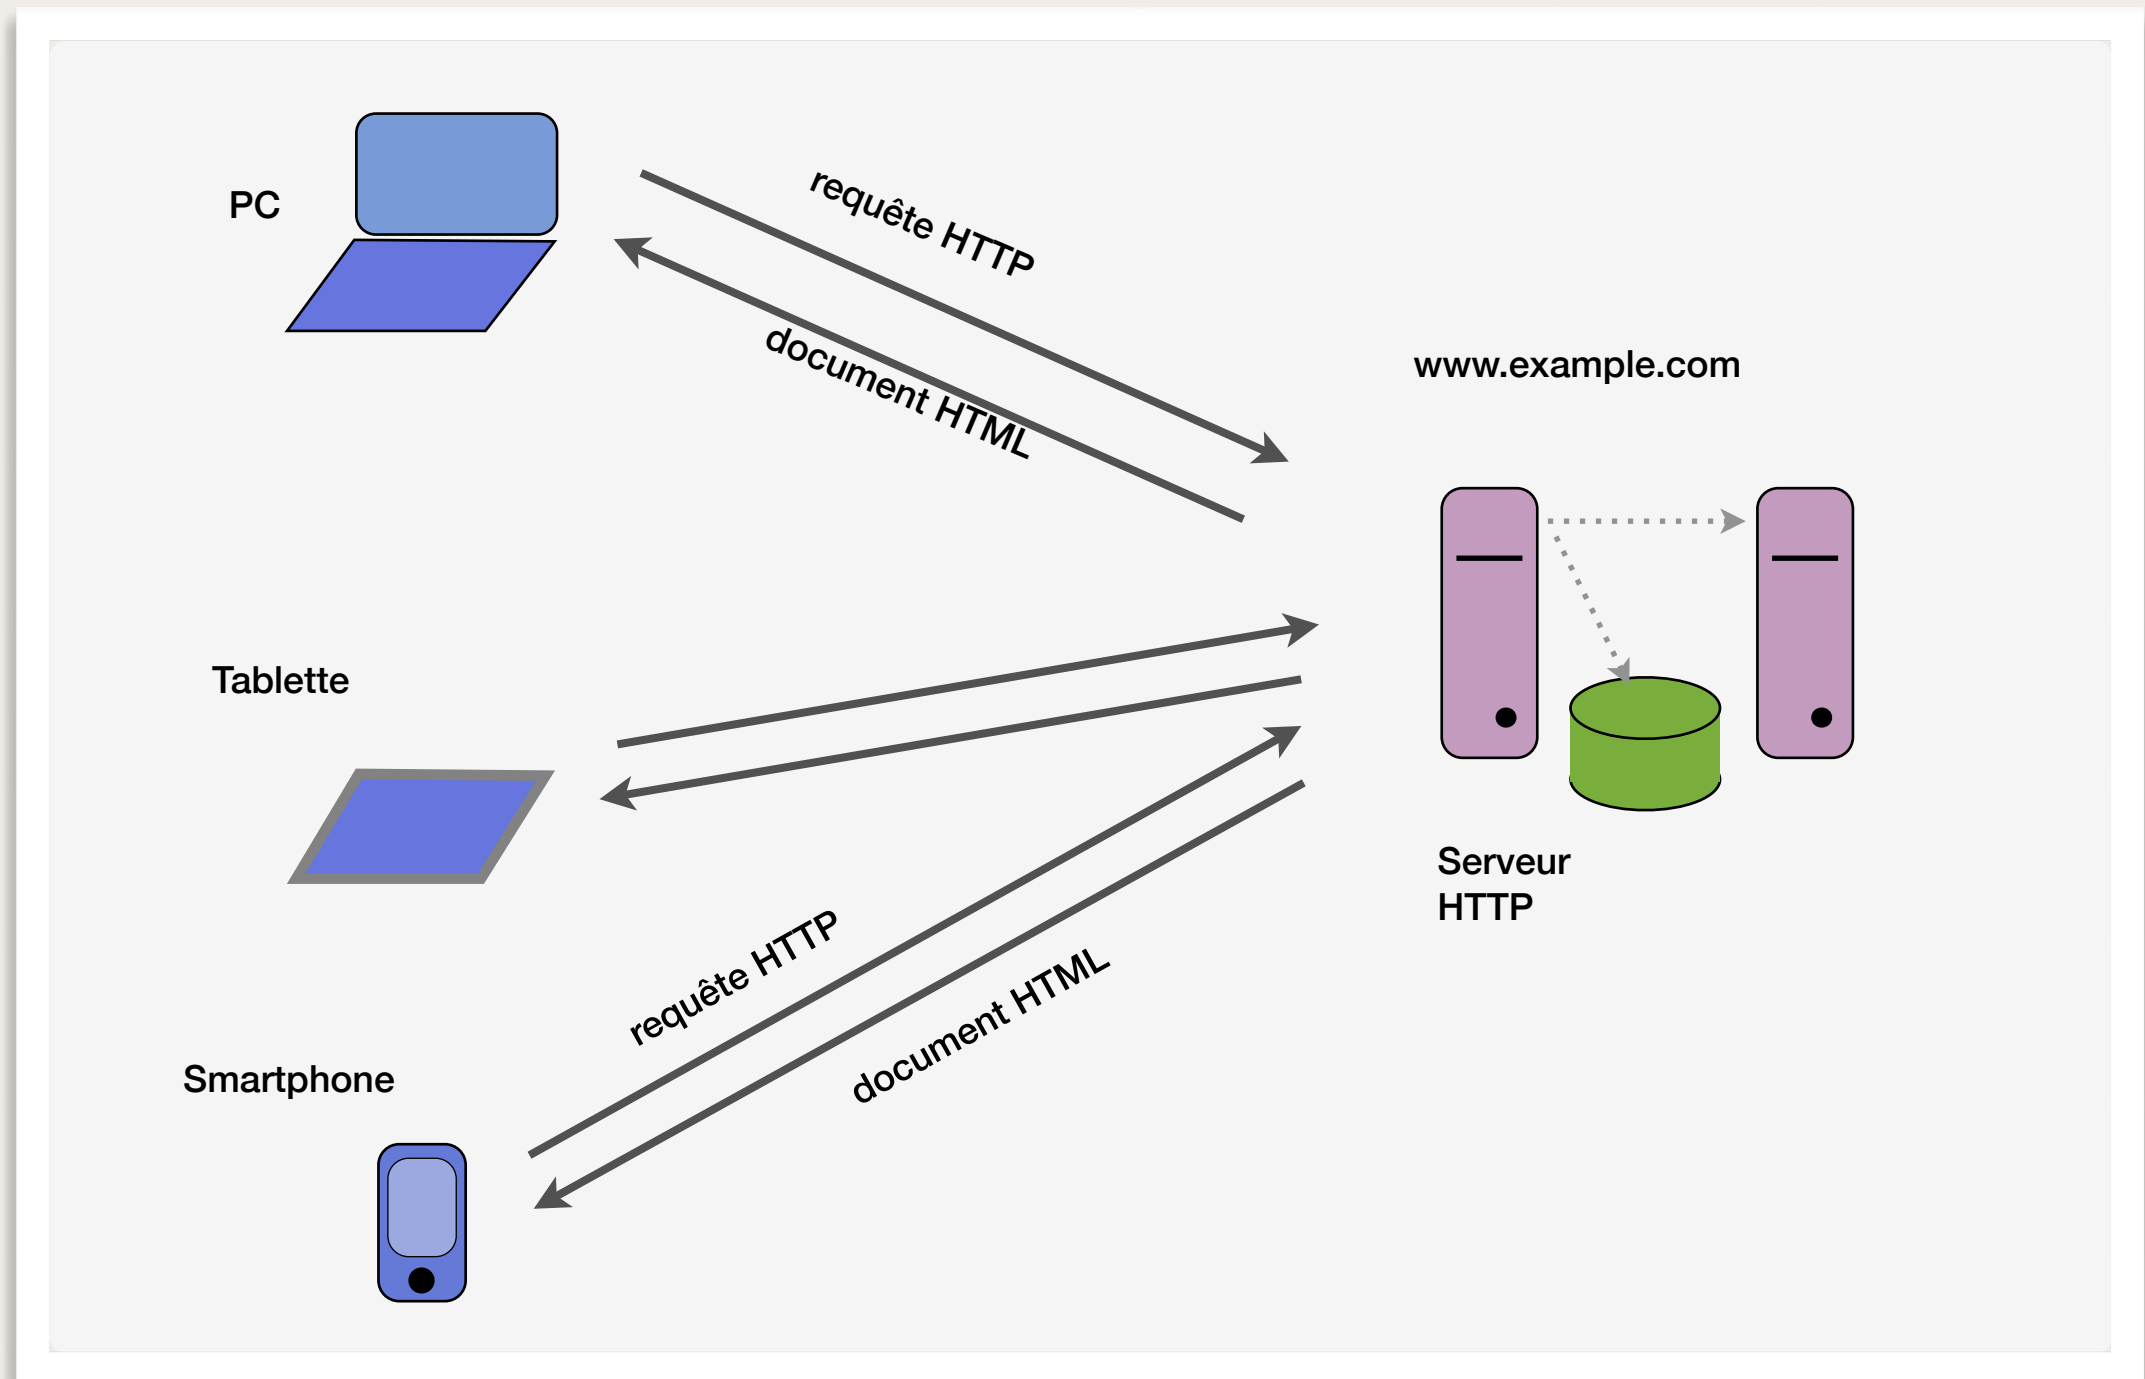 PC
requête HTTP
document HTML
www.example.com
Tablette
Serveur
HTTP
requête HTTP
document HTML
Smartphone